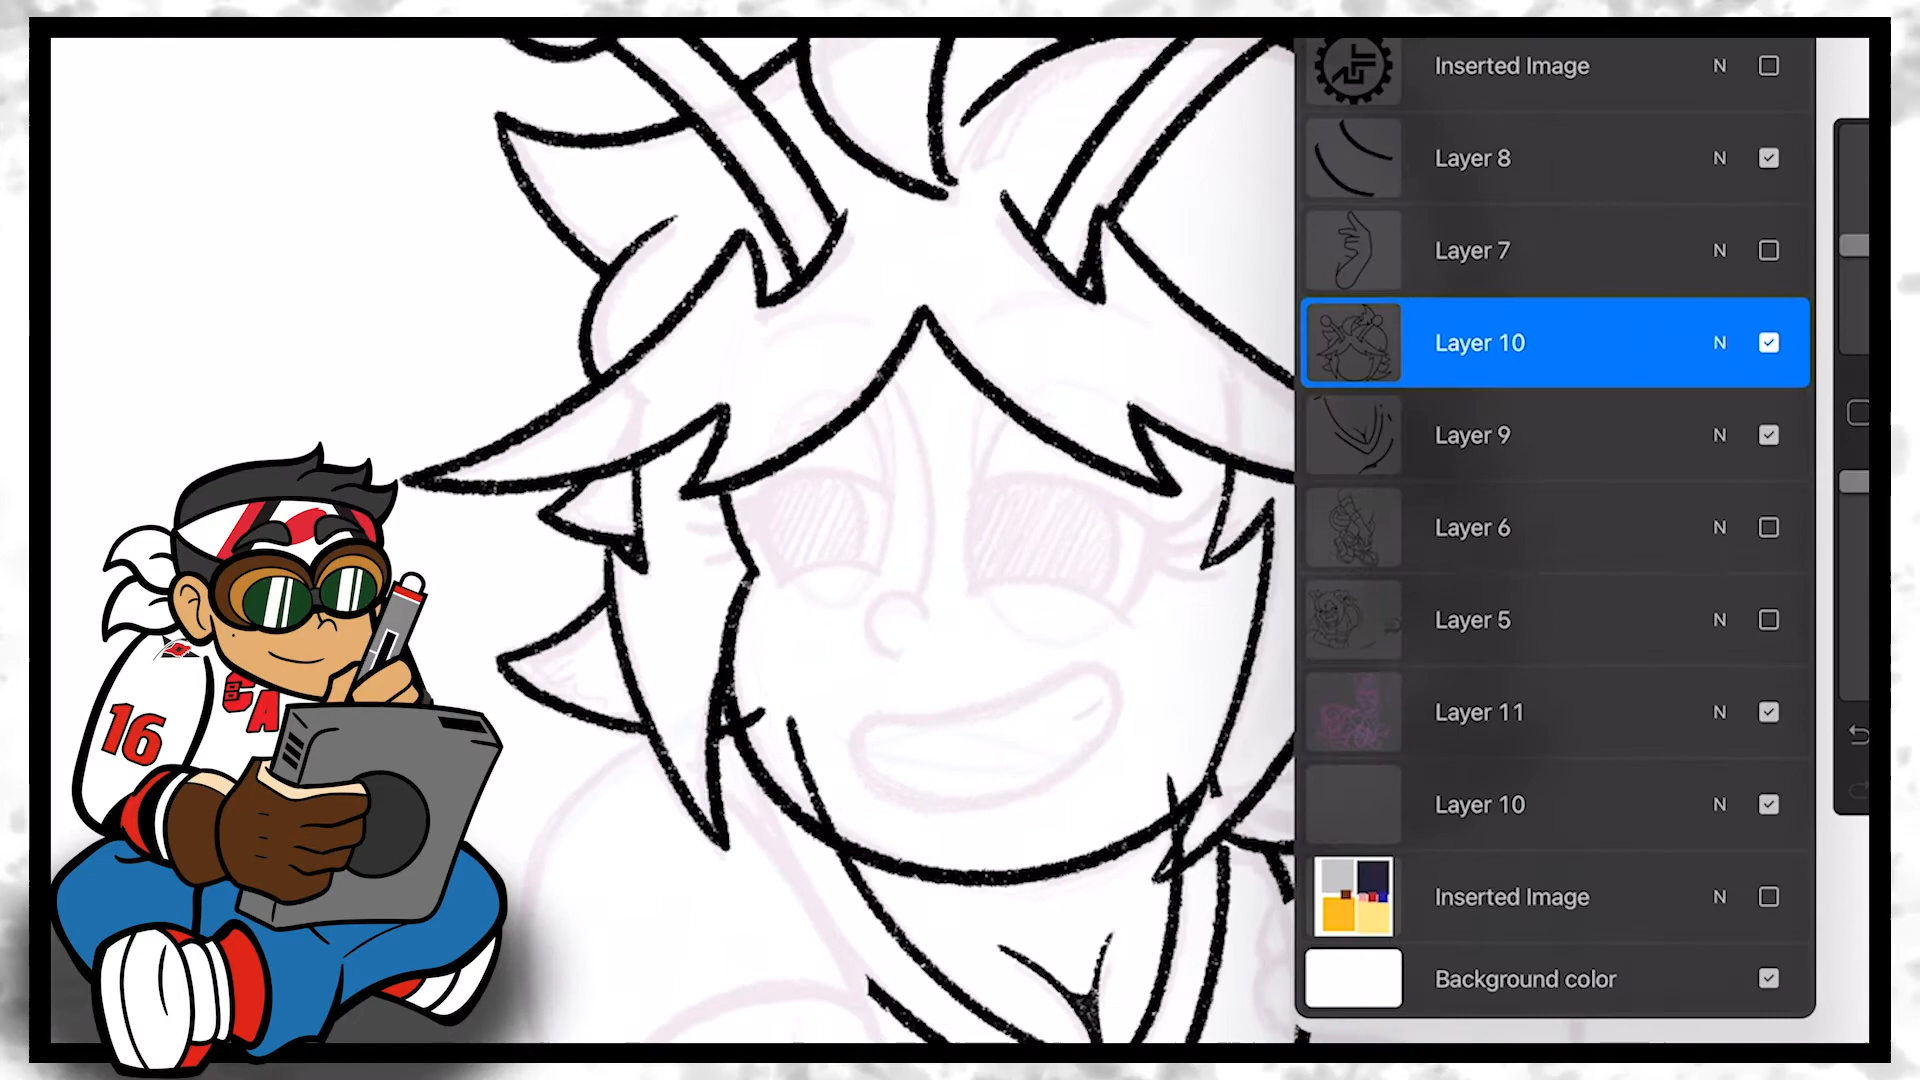 Inserted Image N
Layer 8 N
Layer 7 N
Layer 10 N
Layer 9 N
Layer 6 N
Layer 5 N
Layer 11 N
Layer 10 N
Inserted Image N
Background color
16
CA